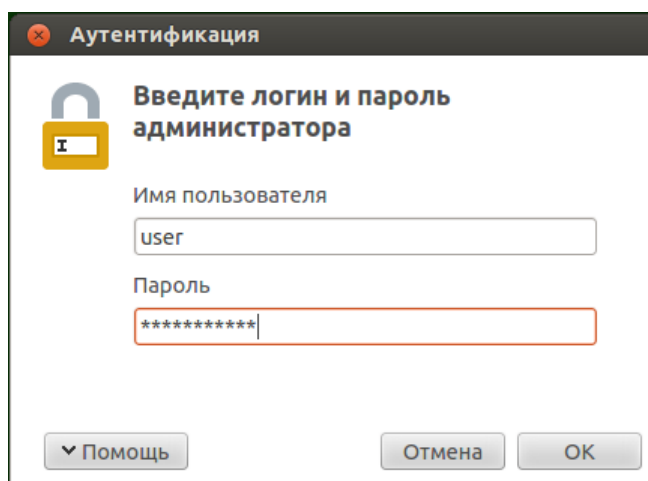 Аутентификация
Введите логин и пароль
администратора
Имя пользователя
user
Пароль
***********
Помощь
Отмена
OK